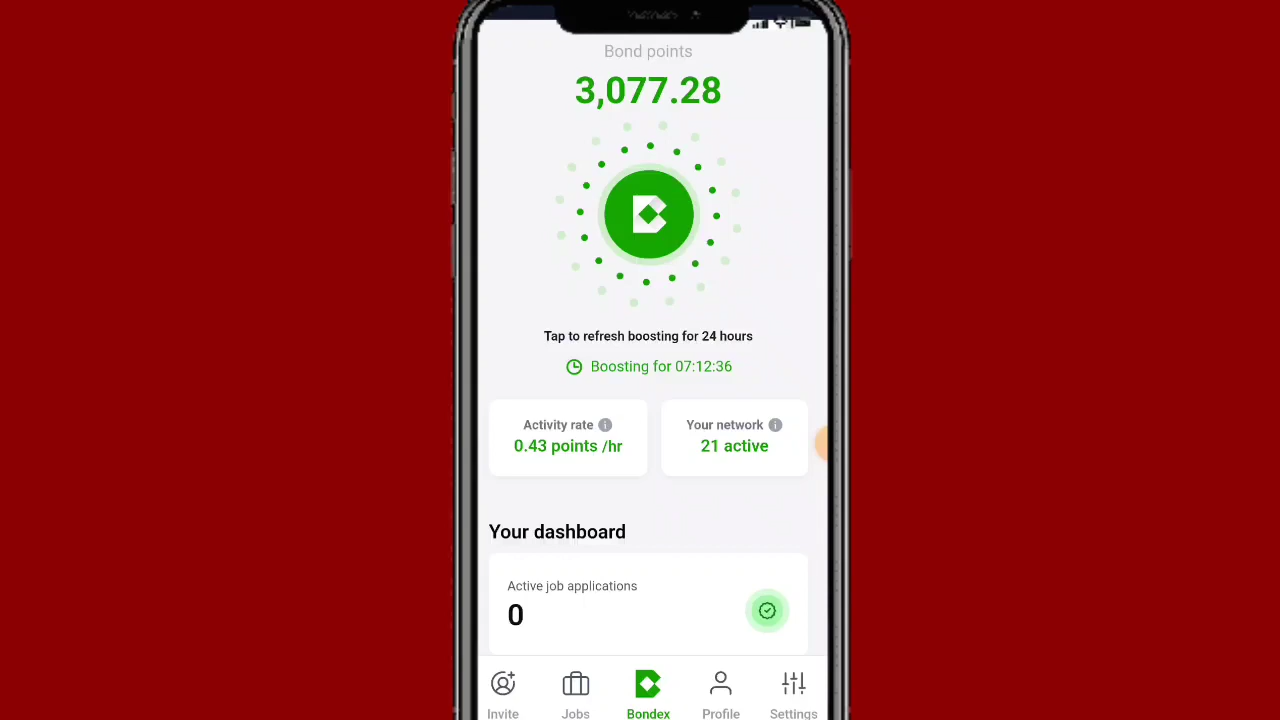 Bond points
3,077.28
Tap to refresh boosting for 24 hours
Boosting for 07:12:36
Activity rate
0.43 points /hr
Your network
21 active
Your dashboard
Active job applications
0
Invite
Jobs
Bondex
Profile
Settings